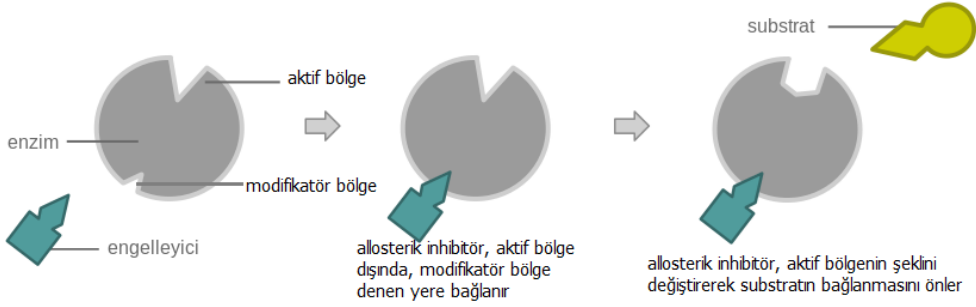 substrat
aktif bölge
enzim
modifikatör bölge
engelleyici
allosterik inhibitör, aktif bölge
dışında, modifikatör bölge
denen yere bağlanır
allosterik inhibitör, aktif bölgenin şeklini
değiştirerek substratın bağlanmasını önler